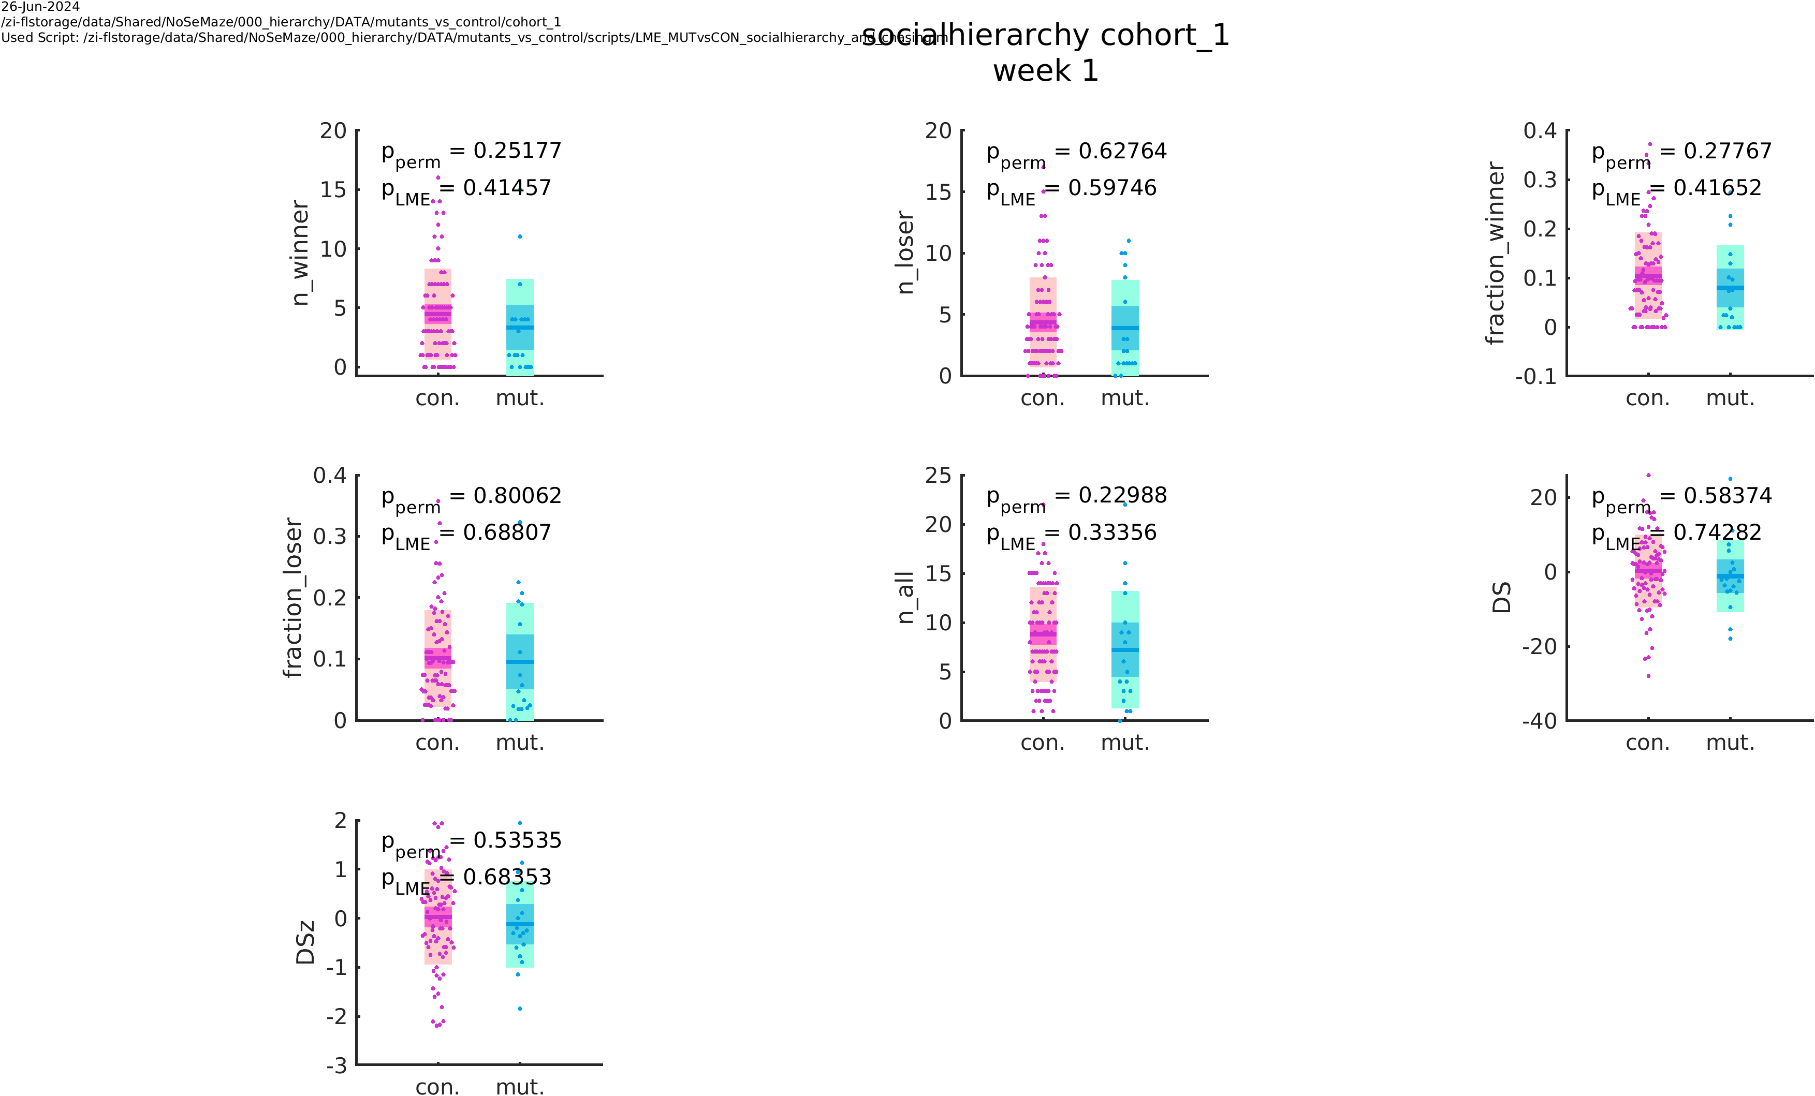 26-Jun-2024
/zi-flstorage/data/Shared/NoSeMaze/000_hierarchy/DATA/mutants_vs_control/cohort_1
Used Script: /zi-flstorage/data/Shared/NoSeMaze/000_hierarchy/DATA/mutants_vs_control/scripts/LME_MUTvsCON_socialhierarchy_and_chasing.m
socialhierarchy cohort_1
week 1
20
15
10
5
0
n_winner
p_perm = 0.25177
p_LME = 0.41457
con. mut.
20
15
10
5
0
n_loser
p_perm = 0.62764
p_LME = 0.59746
con. mut.
0.4
0.3
0.2
0.1
0
-0.1
fraction_winner
p_perm = 0.27767
p_LME = 0.41652
con. mut.
0.4
0.3
0.2
0.1
0
fraction_loser
p_perm = 0.80062
p_LME = 0.68807
con. mut.
25
20
15
10
5
0
n_all
p_perm = 0.22988
p_LME = 0.33356
con. mut.
20
0
-20
-40
DS
p_perm = 0.58374
p_LME = 0.74282
con. mut.
2
1
0
-1
-2
-3
DSz
p_perm = 0.53535
p_LME = 0.68353
con. mut.